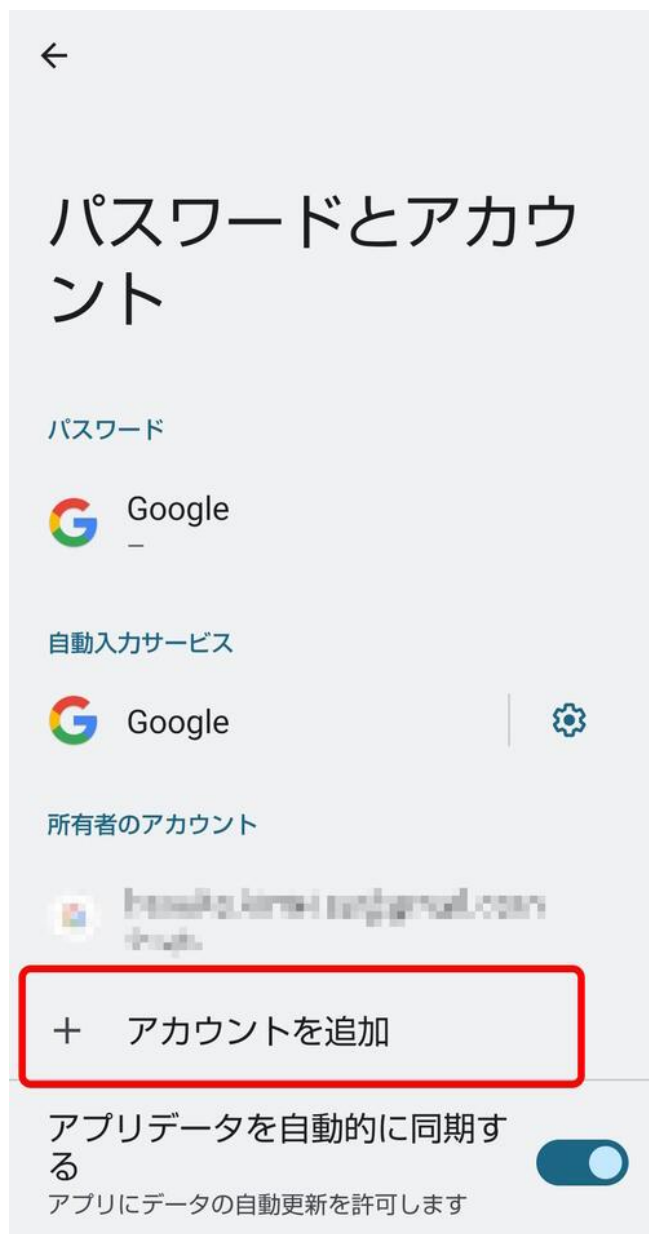 パスワードとアカウ
ント
パスワード
Google
–
自動入力サービス
Google
所有者のアカウント
+ アカウントを追加
アプリデータを自動的に同期す
る
アプリにデータの自動更新を許可します